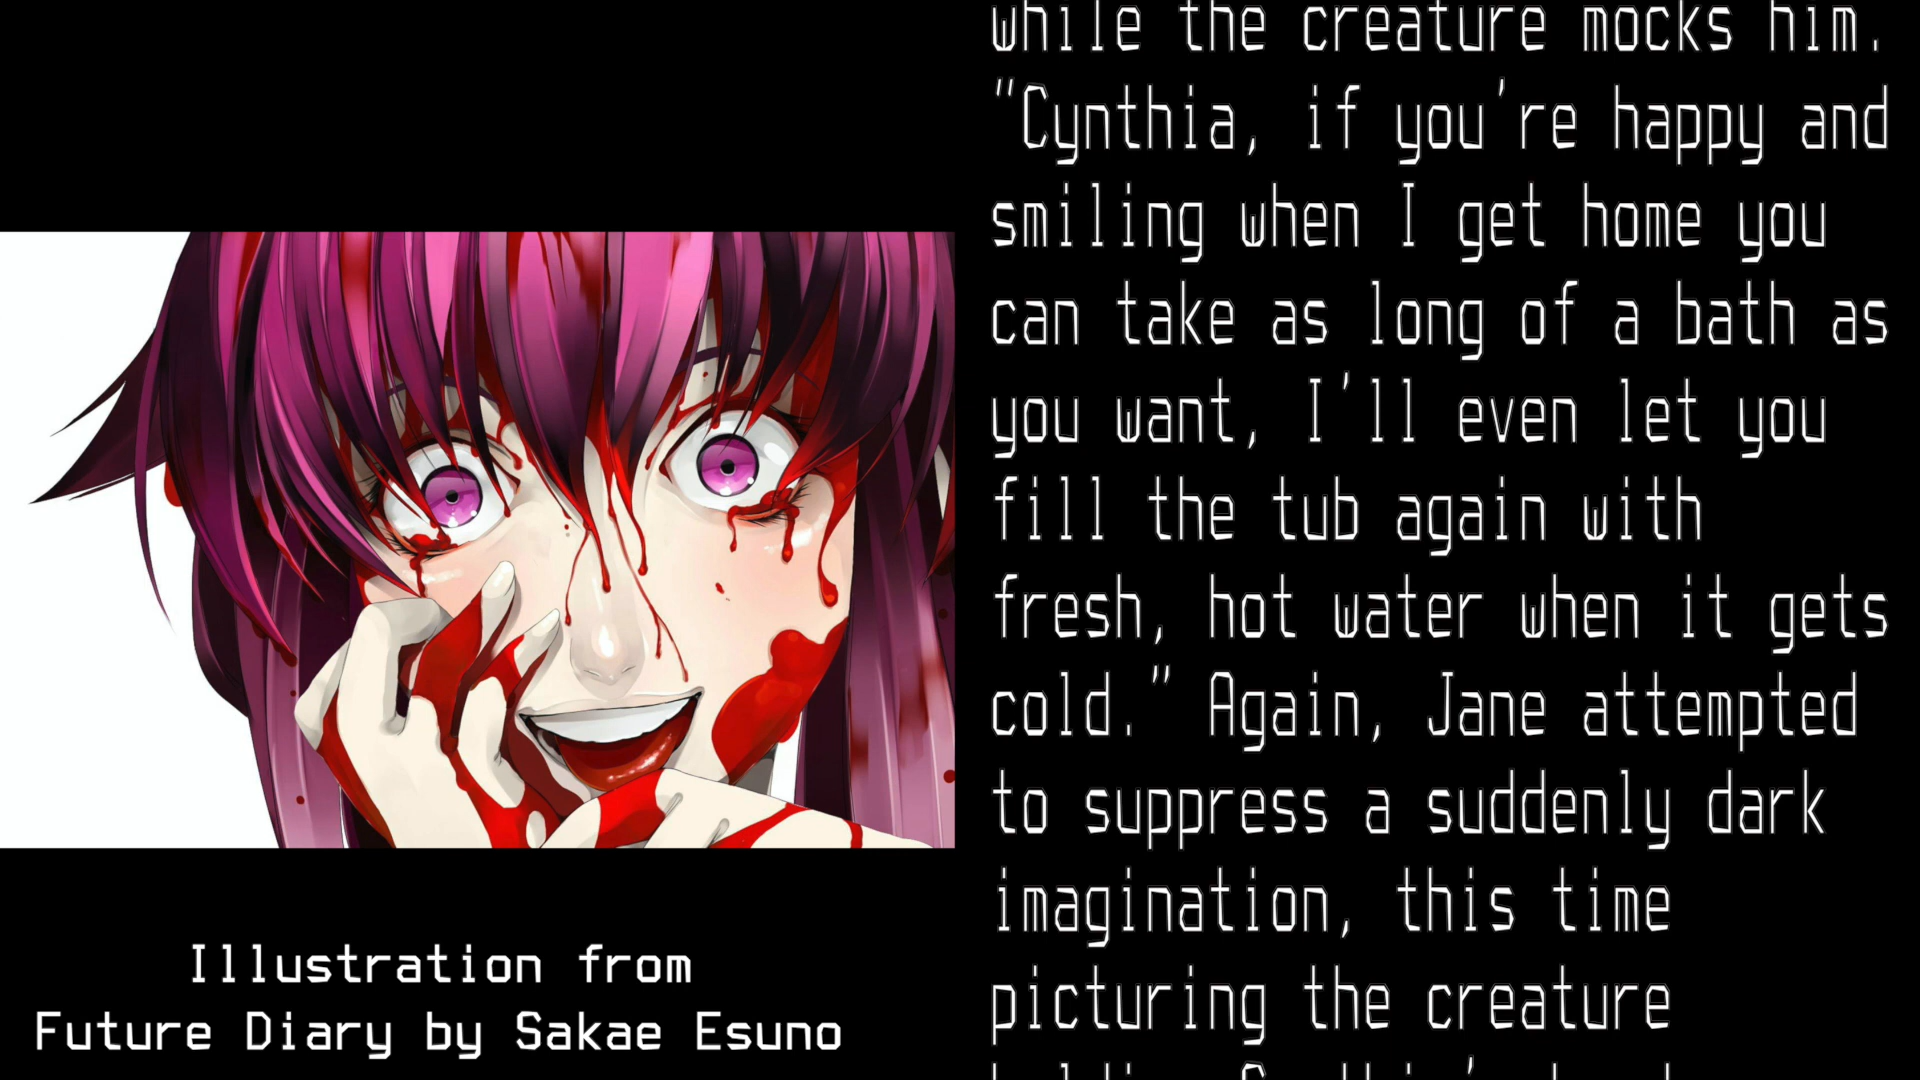 while the creature mocks him.
"Cynthia, if you're happy and
smiling when I get home you
can take as long of a bath as
you want, I'll even let you
fill the tub again with
fresh, hot water when it gets
cold." Again, Jane attempted
to suppress a suddenly dark
imagination, this time
picturing the creature
Illustration from
Future Diary by Sakae Esuno